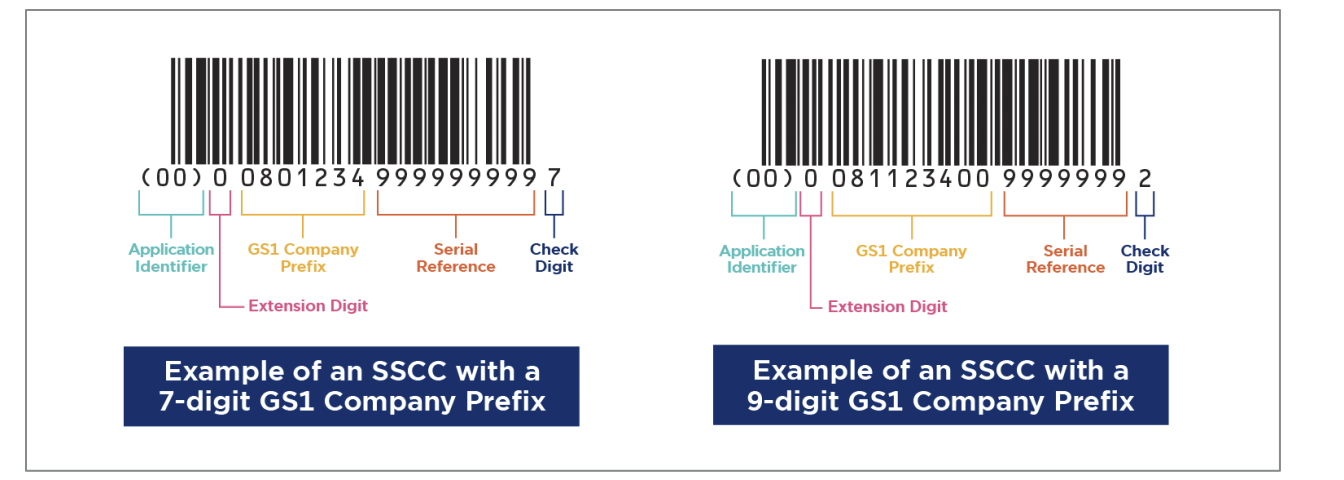 (00) 0 0801234 999999999 7
Application Identifier
GS1 Company Prefix
Serial Reference
Check Digit
Extension Digit
Example of an SSCC with a
7-digit GS1 Company Prefix
(00) 0 081123400 9999999 2
Application Identifier
GS1 Company Prefix
Serial Reference
Check Digit
Extension Digit
Example of an SSCC with a
9-digit GS1 Company Prefix